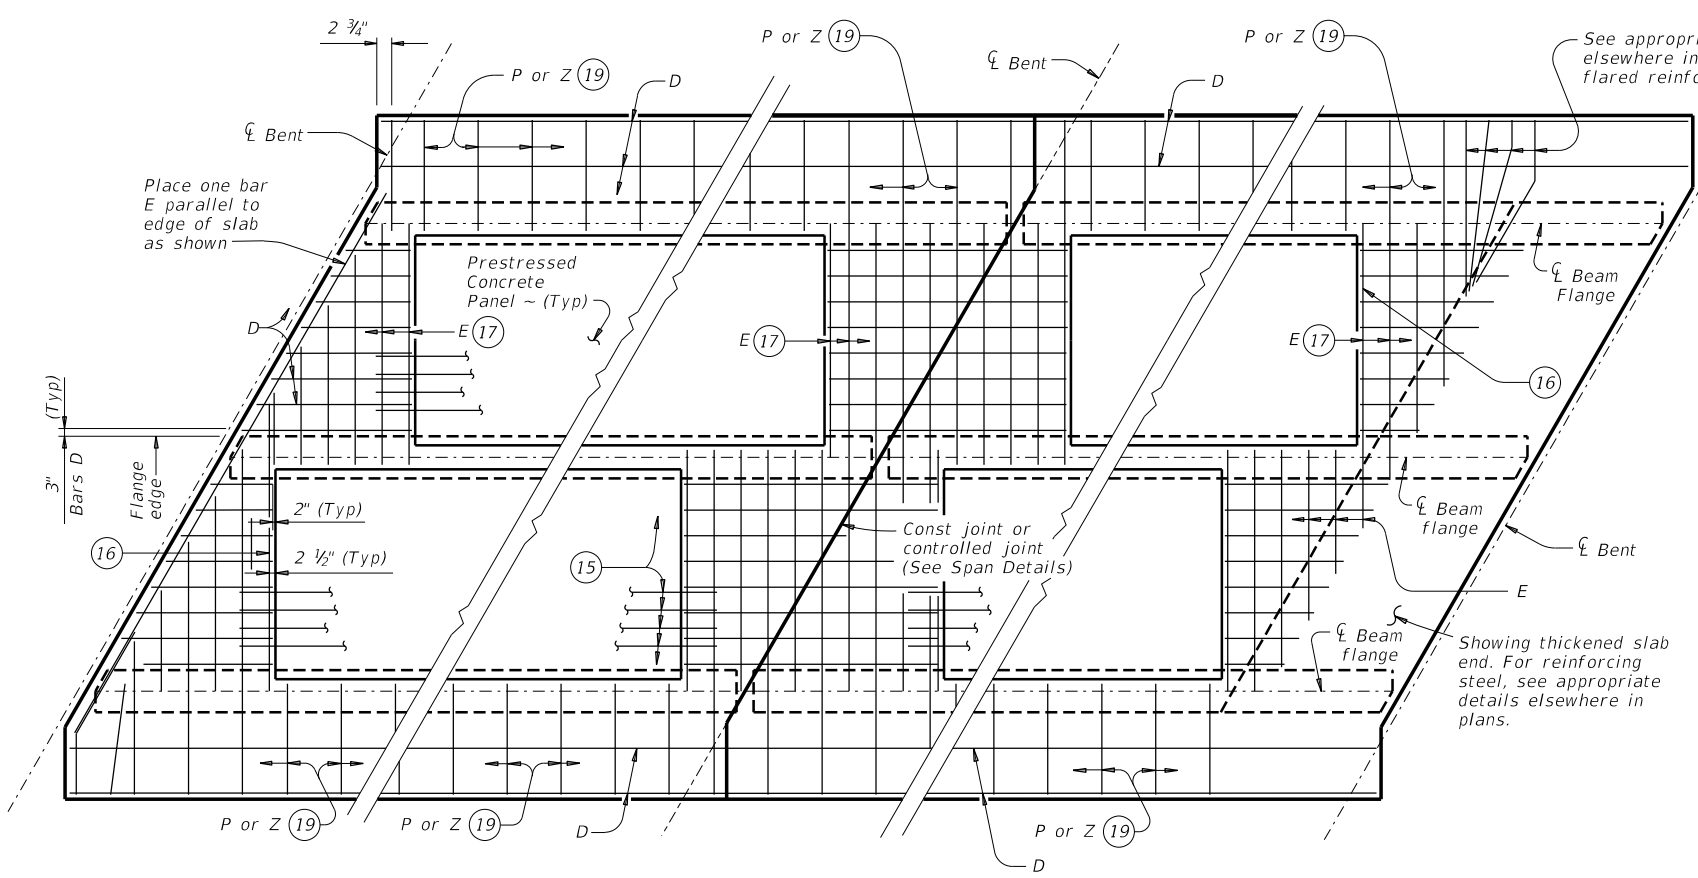 2 ¾"
P or Z 19
P or Z 19
P or Z 19
℄ Bent
See
elsewhere in
flared
P or Z 19
D
D
℄ Bent
Place one bar
E parallel to
edge of slab
as shown
Prestressed
Concrete
Panel ~ (Typ)
℄ Beam
Flange
D
E 17
E 17
E 17
16
(Typ)
3"
Bars D
Flange
edge
2" (Typ)
16
2 ½" (Typ)
15
Const joint or
controlled joint
(See Span Details)
℄ Beam
flange
℄ Bent
E
℄ Beam
flange
Showing thickened slab
end. For reinforcing
steel, see appropriate
details elsewhere in
plans.
P or Z 19
P or Z 19
D
P or Z 19
D